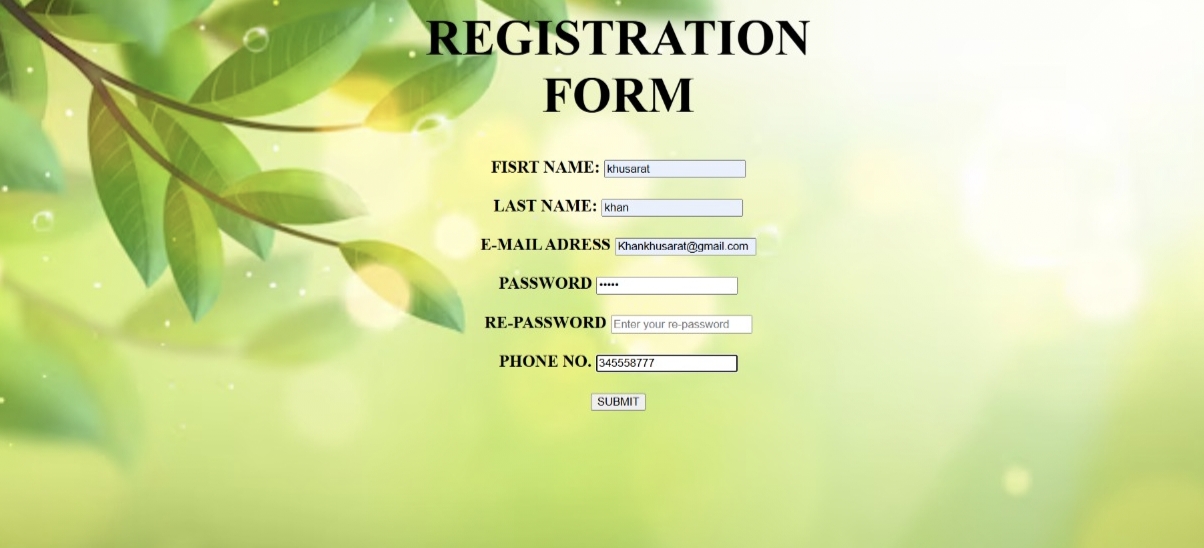 REGISTRATION
FORM
FISRT NAME: khusarat
LAST NAME: khan
E-MAIL ADRESS Khankhusarat@gmail.com
PASSWORD •••••
RE-PASSWORD Enter your re-password
PHONE NO. 345558777
SUBMIT